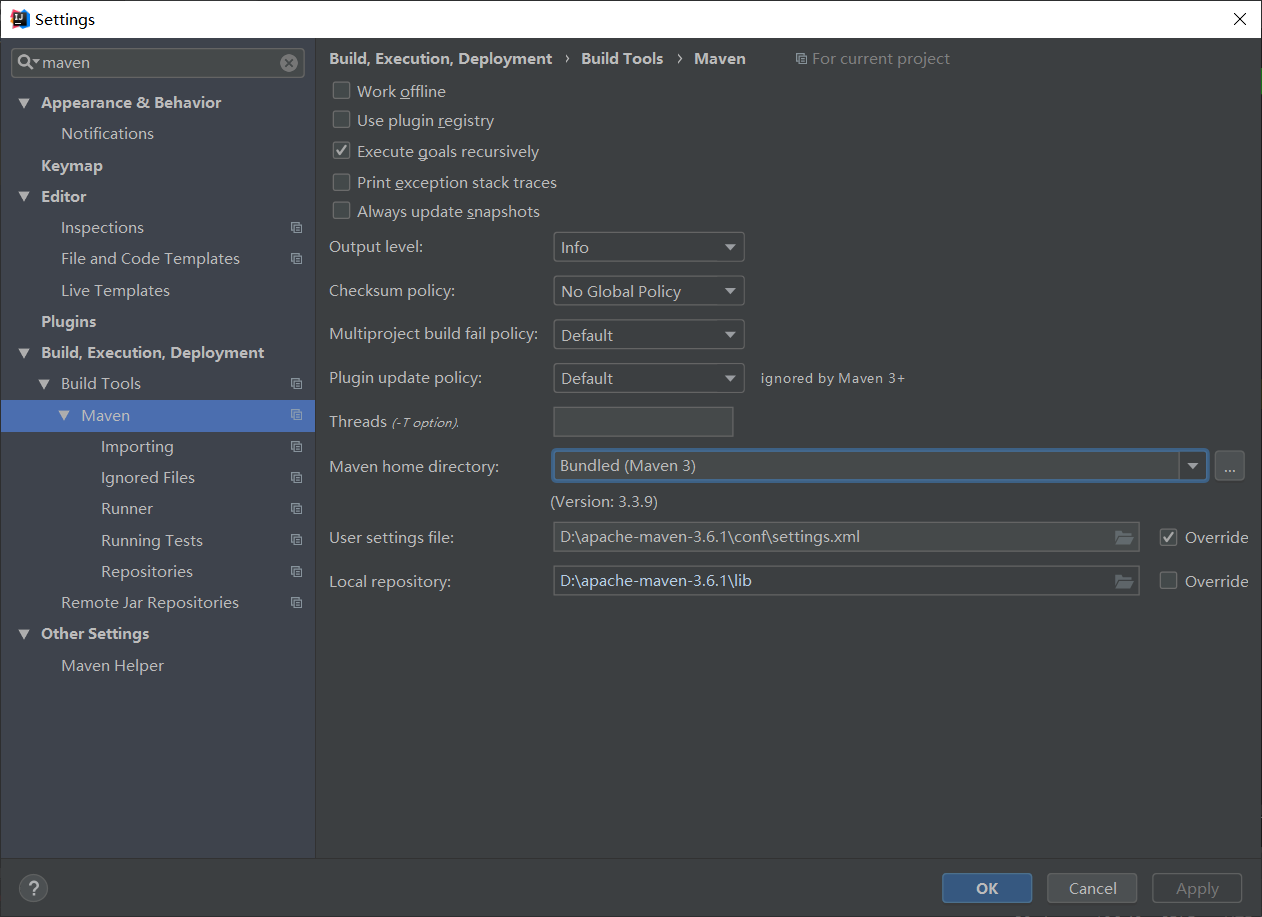 Settings
maven
Appearance & Behavior
Notifications
Keymap
Editor
Inspections
File and Code Templates
Live Templates
Plugins
Build, Execution, Deployment
Build Tools
Maven
Importing
Ignored Files
Runner
Running Tests
Repositories
Remote Jar Repositories
Other Settings
Maven Helper
Build, Execution, Deployment › Build Tools › Maven For current project
Work offline
Use plugin registry
Execute goals recursively
Print exception stack traces
Always update snapshots
Output level: Info
Checksum policy: No Global Policy
Multiproject build fail policy: Default
Plugin update policy: Default ignored by Maven 3+
Threads (-T option).
Maven home directory: Bundled (Maven 3) ...
(Version: 3.3.9)
User settings file: D:\apache-maven-3.6.1\conf\settings.xml Override
Local repository: D:\apache-maven-3.6.1\lib Override
? OK Cancel Apply